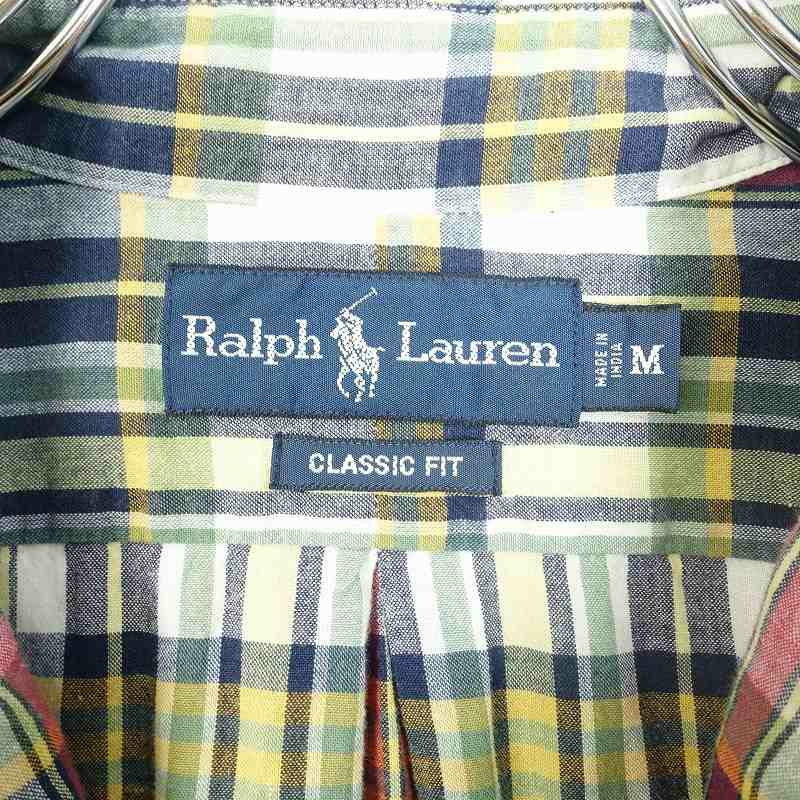 Ralph Lauren
MADE IN
INDIA
M
CLASSIC FIT